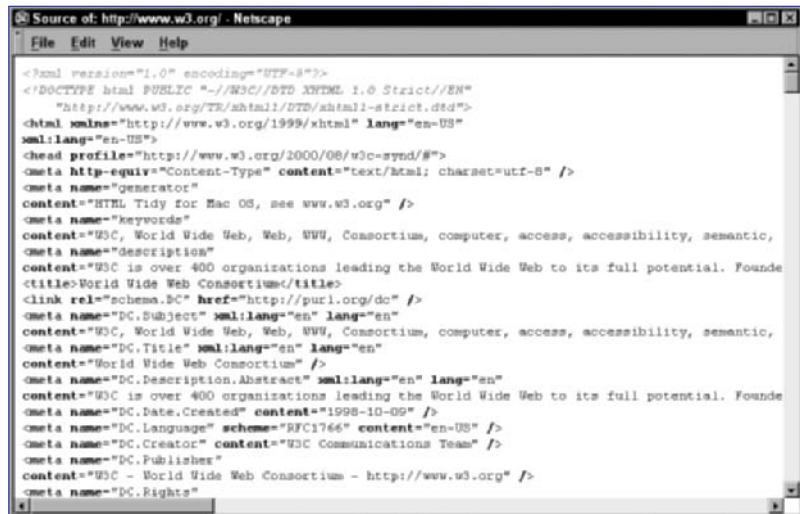 Source of: http://www.w3.org/ - Netscape
File Edit View Help
<?xml version="1.0" encoding="UTF-8"?>
<!DOCTYPE html PUBLIC "-//W3C//DTD XHTML 1.0 Strict//EN"
"http://www.w3.org/TR/xhtml1/DTD/xhtml1-strict.dtd">
<html xmlns="http://www.w3.org/1999/xhtml" lang="en-US"
xml:lang="en-US">
<head profile="http://www.w3.org/2000/08/w3c-synd/#">
<meta http-equiv="Content-Type" content="text/html; charset=utf-8" />
<meta name="generator"
content="HTML Tidy for Mac OS, see www.w3.org" />
<meta name="keywords"
content="W3C, World Wide Web, Web, WWW, Consortium, computer, access, accessibility, semantic,
<meta name="description"
content="W3C is over 400 organizations leading the World Wide Web to its full potential. Founde
<title>World Wide Web Consortium</title>
<link rel="schema.DC" href="http://purl.org/dc" />
<meta name="DC.Subject" xml:lang="en" lang="en"
content="W3C, World Wide Web, Web, WWW, Consortium, computer, access, accessibility, semantic,
<meta name="DC.Title" xml:lang="en" lang="en"
content="World Wide Web Consortium" />
<meta name="DC.Description.Abstract" xml:lang="en" lang="en"
content="W3C is over 400 organizations leading the World Wide Web to its full potential. Founde
<meta name="DC.Date.Created" content="1998-10-09" />
<meta name="DC.Language" scheme="RFC1766" content="en-US" />
<meta name="DC.Creator" content="W3C Communications Team" />
<meta name="DC.Publisher"
content="W3C - World Wide Web Consortium - http://www.w3.org" />
<meta name="DC.Rights"